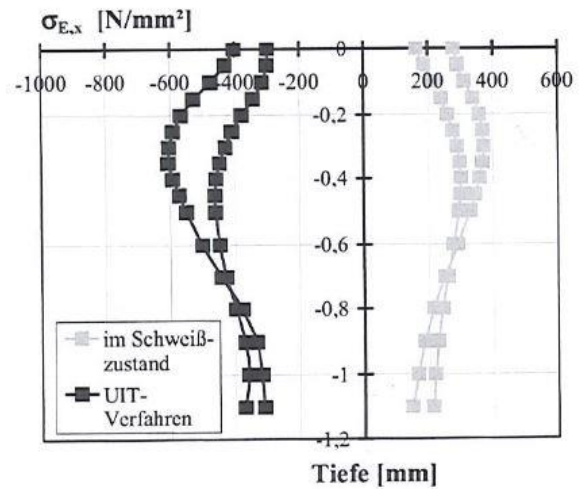 σE,x [N/mm²]
0
-1000 -800 -600 -400 -200 0 200 400 600
-0,2
-0,4
-0,6
-0,8
-1
-1,2
im Schweiß-
zustand
UIT-
Verfahren
Tiefe [mm]